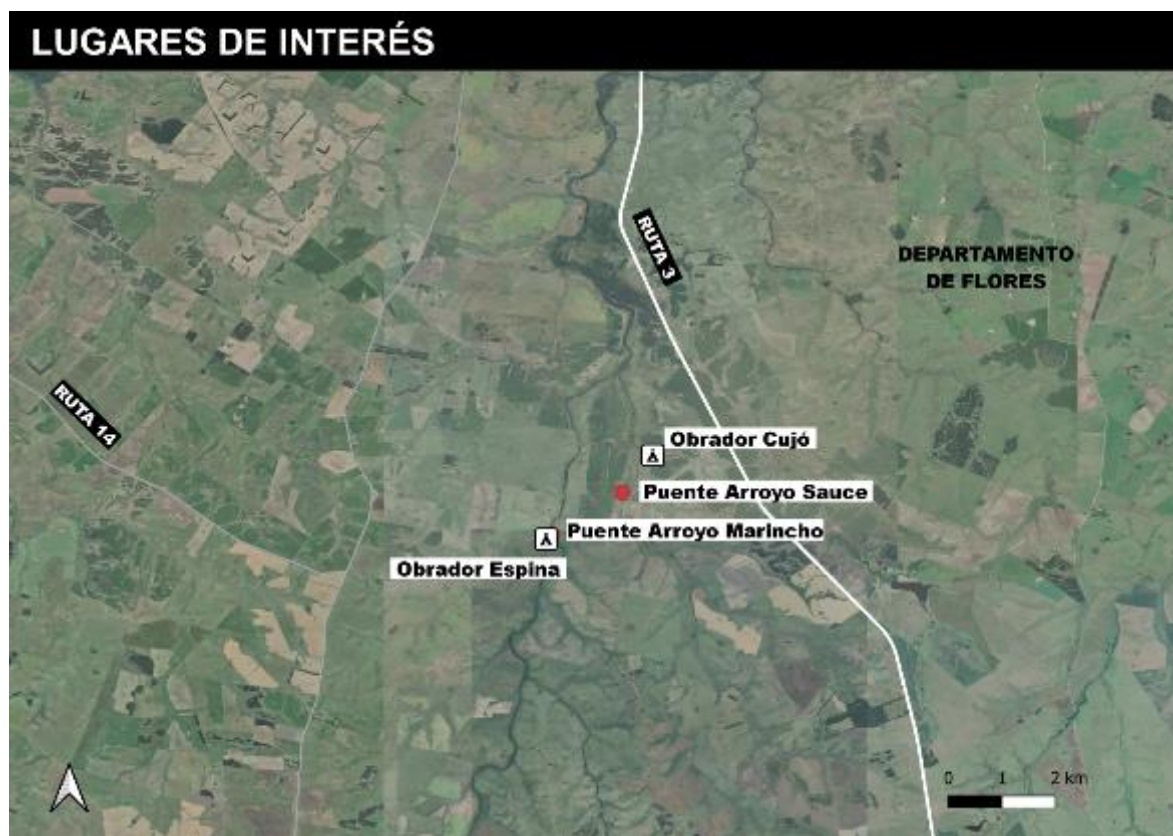 LUGARES DE INTERÉS
RUTA 3
DEPARTAMENTO
DE FLORES
RUTA 14
Obrador Cujó
Puente Arroyo Sauce
Puente Arroyo Marincho
Obrador Espina
0 1 2 km